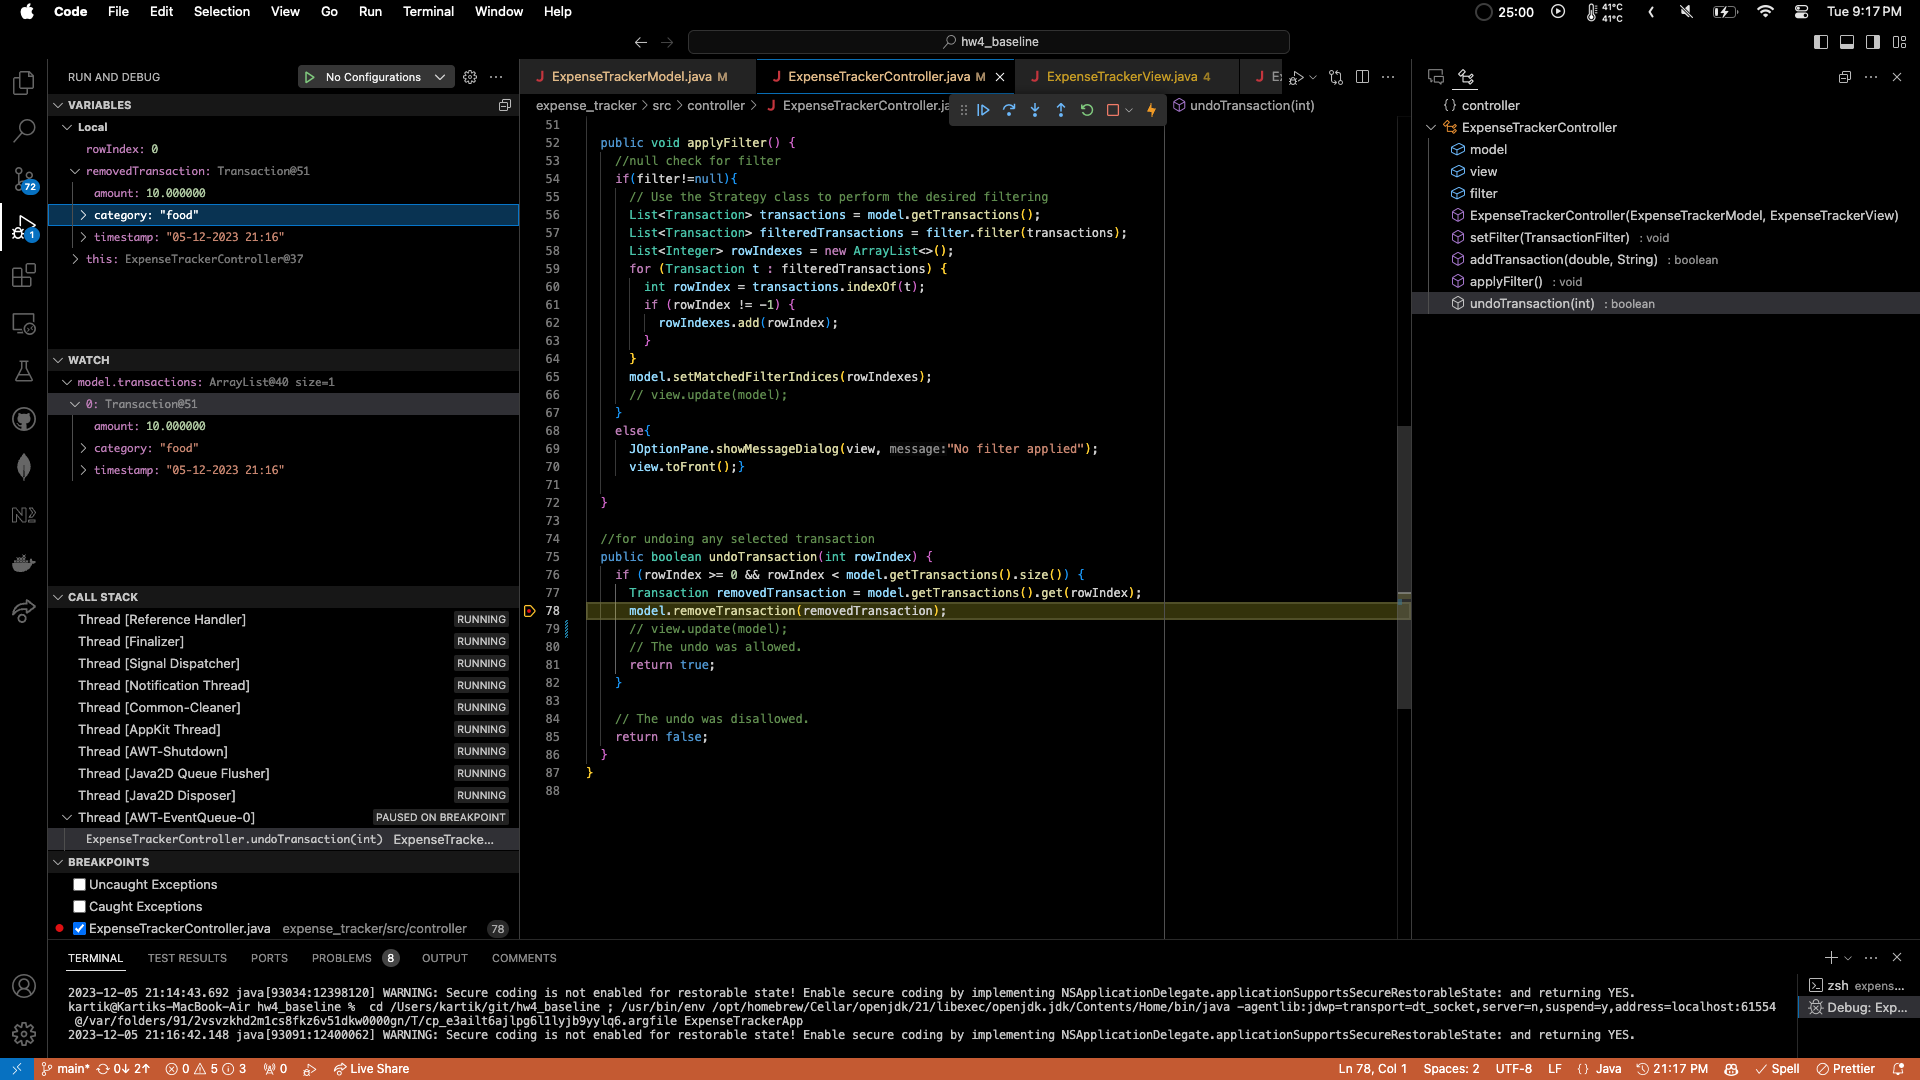 Code File Edit Selection View Go Run Terminal Window Help
25:00 41°C 41°C Tue 9:17 PM
hw4_baseline
RUN AND DEBUG No Configurations
VARIABLES
Local
rowIndex: 0
removedTransaction: Transaction@51
amount: 10.000000
category: "food"
timestamp: "05-12-2023 21:16"
this: ExpenseTrackerController@37
72
1
WATCH
model.transactions: ArrayList@40 size=1
0: Transaction@51
amount: 10.000000
category: "food"
timestamp: "05-12-2023 21:16"
CALL STACK
Thread [Reference Handler] RUNNING
Thread [Finalizer] RUNNING
Thread [Signal Dispatcher] RUNNING
Thread [Notification Thread] RUNNING
Thread [Common-Cleaner] RUNNING
Thread [AppKit Thread] RUNNING
Thread [AWT-Shutdown] RUNNING
Thread [Java2D Queue Flusher] RUNNING
Thread [Java2D Disposer] RUNNING
Thread [AWT-EventQueue-0] PAUSED ON BREAKPOINT
ExpenseTrackerController.undoTransaction(int) ExpenseTracke...
BREAKPOINTS
Uncaught Exceptions
Caught Exceptions
ExpenseTrackerController.java expense_tracker/src/controller 78
ExpenseTrackerModel.java M ExpenseTrackerController.java M ExpenseTrackerView.java 4
expense_tracker > src > controller > ExpenseTrackerController.ja undoTransaction(int)
51
52 public void applyFilter() {
53 //null check for filter
54 if(filter!=null){
55 // Use the Strategy class to perform the desired filtering
56 List<Transaction> transactions = model.getTransactions();
57 List<Transaction> filteredTransactions = filter.filter(transactions);
58 List<Integer> rowIndexes = new ArrayList<>();
59 for (Transaction t : filteredTransactions) {
60 int rowIndex = transactions.indexOf(t);
61 if (rowIndex != -1) {
62 rowIndexes.add(rowIndex);
63 }
64 }
65 model.setMatchedFilterIndices(rowIndexes);
66 // view.update(model);
67 }
68 else{
69 JOptionPane.showMessageDialog(view, message:"No filter applied");
70 view.toFront();}
71
72 }
73
74 //for undoing any selected transaction
75 public boolean undoTransaction(int rowIndex) {
76 if (rowIndex >= 0 && rowIndex < model.getTransactions().size()) {
77 Transaction removedTransaction = model.getTransactions().get(rowIndex);
78 model.removeTransaction(removedTransaction);
79 // view.update(model);
80 // The undo was allowed.
81 return true;
82 }
83
84 // The undo was disallowed.
85 return false;
86 }
87 }
88
controller
ExpenseTrackerController
model
view
filter
ExpenseTrackerController(ExpenseTrackerModel, ExpenseTrackerView)
setFilter(TransactionFilter) : void
addTransaction(double, String) : boolean
applyFilter() : void
undoTransaction(int) : boolean
TERMINAL TEST RESULTS PORTS PROBLEMS 8 OUTPUT COMMENTS
2023-12-05 21:14:43.692 java[93034:12398120] WARNING: Secure coding is not enabled for restorable state! Enable secure coding by implementing NSApplicationDelegate.applicationSupportsSecureRestorableState: and returning YES.
kartik@Kartiks-MacBook-Air hw4_baseline % cd /Users/kartik/git/hw4_baseline ; /usr/bin/env /opt/homebrew/Cellar/openjdk/21/libexec/openjdk.jdk/Contents/Home/bin/java -agentlib:jdwp=transport=dt_socket,server=n,suspend=y,address=localhost:61554
@/var/folders/91/2vsvzkhd2m1cs8fkz6v51dkw0000gn/T/cp_e3ailt6ajlpg6l1lyjb9yylq6.argfile ExpenseTrackerApp
2023-12-05 21:16:42.148 java[93091:12400062] WARNING: Secure coding is not enabled for restorable state! Enable secure coding by implementing NSApplicationDelegate.applicationSupportsSecureRestorableState: and returning YES.
zsh expens...
Debug: Exp...
main* 0↓ 2↑ 0 5 3 0 Live Share
Ln 78, Col 1 Spaces: 2 UTF-8 LF {} Java 21:17 PM Spell Prettier